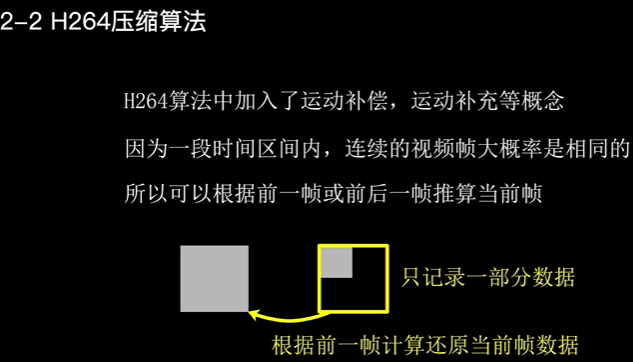 2-2 H264压缩算法
H264算法中加入了运动补偿，运动补充等概念
因为一段时间区间内，连续的视频帧大概率是相同的
所以可以根据前一帧或前后一帧推算当前帧
只记录一部分数据
根据前一帧计算还原当前帧数据